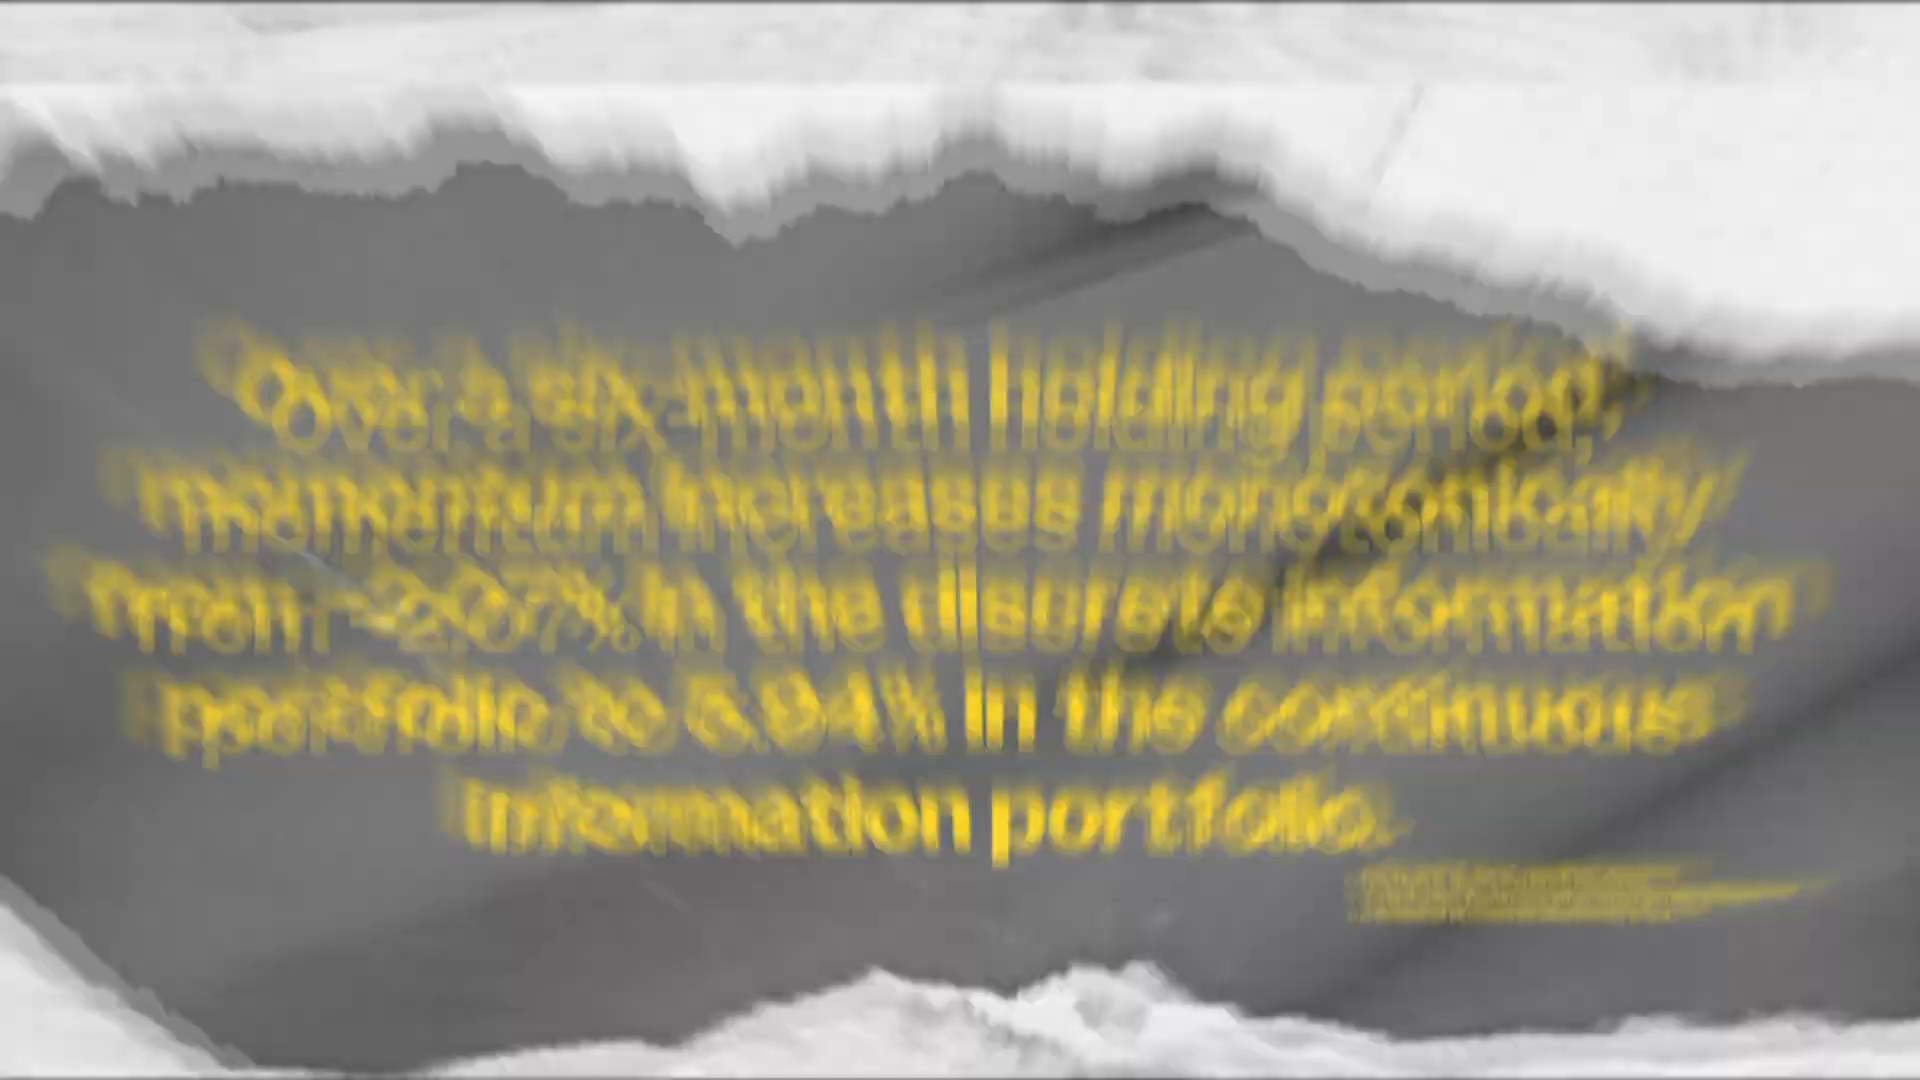 Over a six-month holding period,
momentum increases monotonically
from -2.07% in the discrete information
portfolio to 5.94% in the continuous
information portfolio.